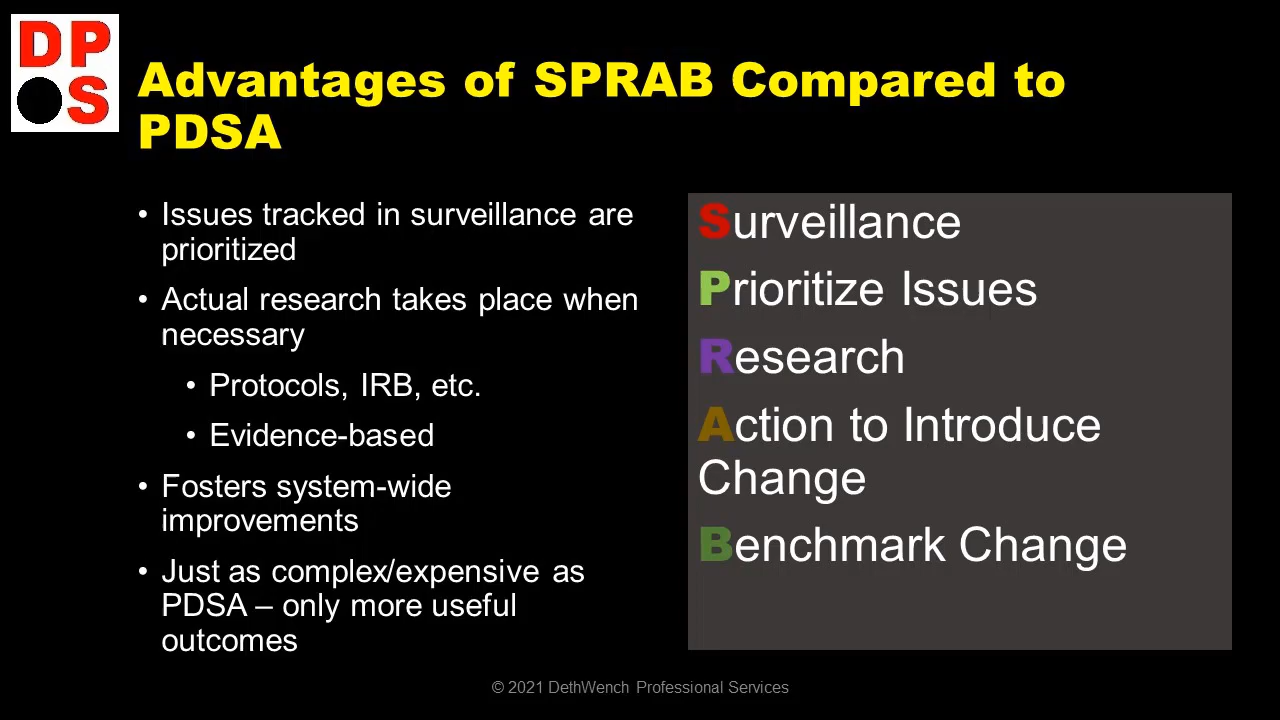 DP
S
Advantages of SPRAB Compared to
PDSA
• Issues tracked in surveillance are
prioritized
• Actual research takes place when
necessary
• Protocols, IRB, etc.
• Evidence-based
• Fosters system-wide
improvements
• Just as complex/expensive as
PDSA – only more useful
outcomes
Surveillance
Prioritize Issues
Research
Action to Introduce
Change
Benchmark Change
© 2021 DethWench Professional Services